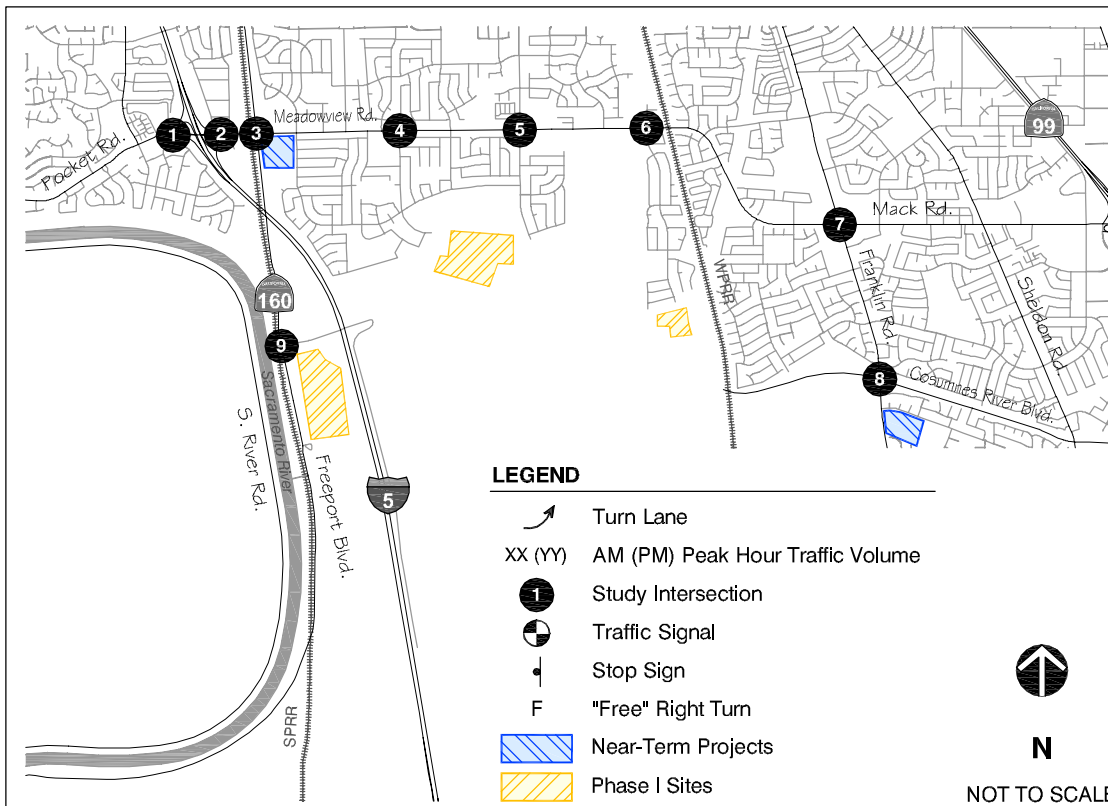 Meadowview Rd.
1
2
3
4
5
6
CALIFORNIA
99
Pocket Rd.
Mack Rd.
7
WPRR
Franklin Rd.
Sheldon Rd
160
9
8
Cosumnes River Blvd.
Sacramento River
S. River Rd.
Freeport Blvd.
5
SPRR
LEGEND
Turn Lane
XX (YY) AM (PM) Peak Hour Traffic Volume
1 Study Intersection
Traffic Signal
Stop Sign
F "Free" Right Turn
Near-Term Projects
Phase I Sites
N
NOT TO SCALE